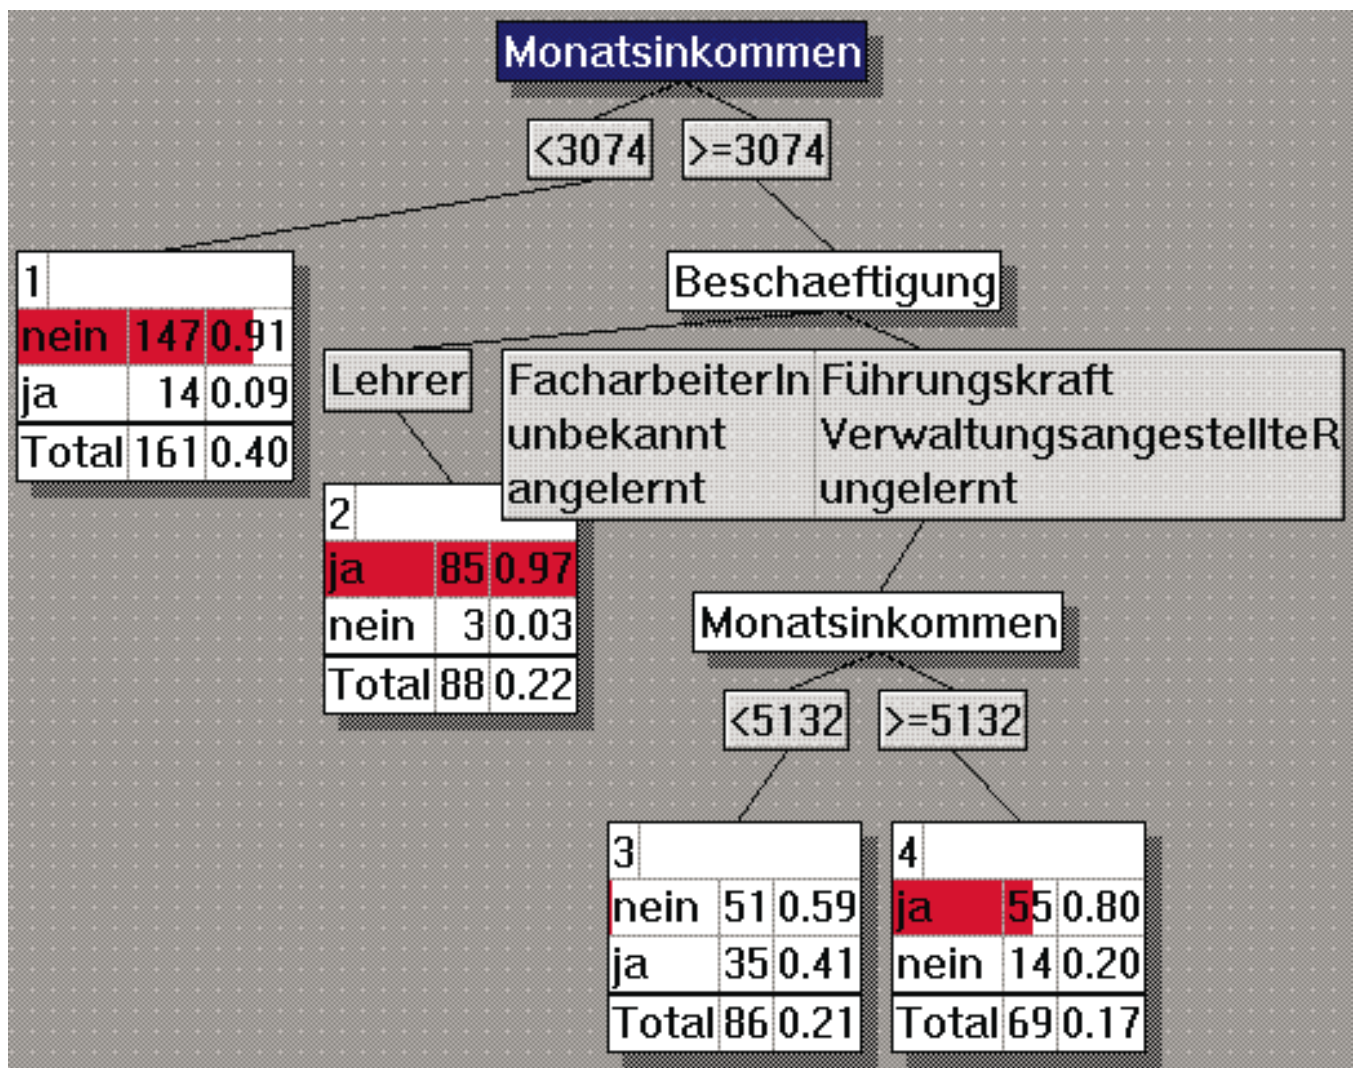 Monatsinkommen
<3074 >=3074
1
nein 147 0.91
ja 14 0.09
Total 161 0.40
Beschaeftigung
Lehrer
FacharbeiterIn Führungskraft
unbekannt VerwaltungsangestellteR
angelernt ungelernt
2
ja 85 0.97
nein 3 0.03
Total 88 0.22
Monatsinkommen
<5132 >=5132
3
nein 51 0.59
ja 35 0.41
Total 86 0.21
4
ja 55 0.80
nein 14 0.20
Total 69 0.17